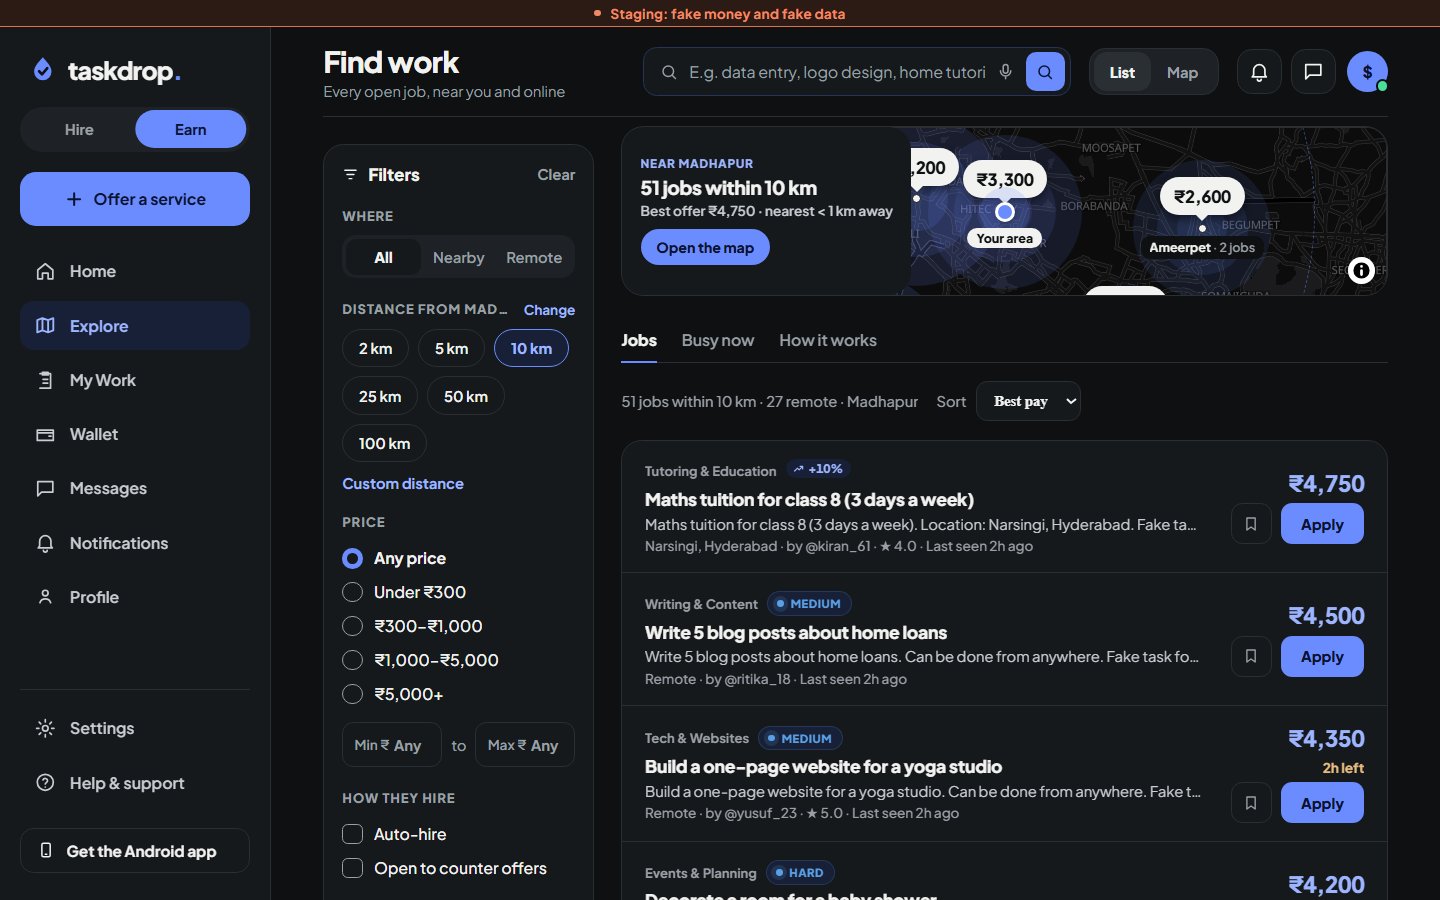 Staging: fake money and fake data
taskdrop.
Hire
Earn
Offer a service
Home
Explore
My Work
Wallet
Messages
Notifications
Profile
Settings
Help & support
Get the Android app
Find work
Every open job, near you and online
E.g. data entry, logo design, home tutori
List
Map
$
Filters
Clear
WHERE
All
Nearby
Remote
DISTANCE FROM MAD…
Change
2 km
5 km
10 km
25 km
50 km
100 km
Custom distance
PRICE
Any price
Under ₹300
₹300–₹1,000
₹1,000–₹5,000
₹5,000+
Min ₹ Any
to
Max ₹ Any
HOW THEY HIRE
Auto-hire
Open to counter offers
NEAR MADHAPUR
51 jobs within 10 km
Best offer ₹4,750 · nearest < 1 km away
Open the map
,200
₹3,300
HITEC
Your area
MOOSAPET
BORABANDA
₹2,600
BEGUMPET
Ameerpet · 2 jobs
Jobs
Busy now
How it works
51 jobs within 10 km · 27 remote · Madhapur
Sort
Best pay
Tutoring & Education
+10%
Maths tuition for class 8 (3 days a week)
Maths tuition for class 8 (3 days a week). Location: Narsingi, Hyderabad. Fake ta…
Narsingi, Hyderabad · by @kiran_61 · ★ 4.0 · Last seen 2h ago
₹4,750
Apply
Writing & Content
MEDIUM
Write 5 blog posts about home loans
Write 5 blog posts about home loans. Can be done from anywhere. Fake task fo…
Remote · by @ritika_18 · Last seen 2h ago
₹4,500
Apply
Tech & Websites
MEDIUM
Build a one-page website for a yoga studio
Build a one-page website for a yoga studio. Can be done from anywhere. Fake t…
Remote · by @yusuf_23 · ★ 5.0 · Last seen 2h ago
₹4,350
2h left
Apply
Events & Planning
HARD
Decorate a room for a baby shower
₹4,200